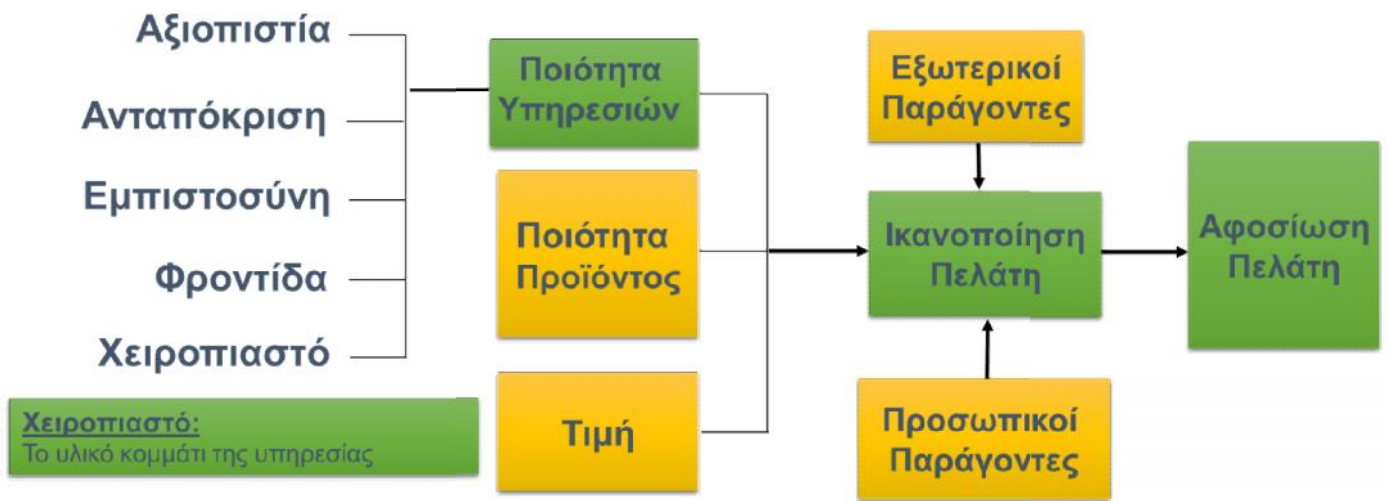 Αξιοπιστία
Ανταπόκριση
Εμπιστοσύνη
Φροντίδα
Χειροπιαστό
Χειροπιαστό:
Το υλικό κομμάτι της υπηρεσίας
Ποιότητα
Υπηρεσιών
Ποιότητα
Προϊόντος
Τιμή
Εξωτερικοί
Παράγοντες
Ικανοποίηση
Πελάτη
Προσωπικοί
Παράγοντες
Αφοσίωση
Πελάτη